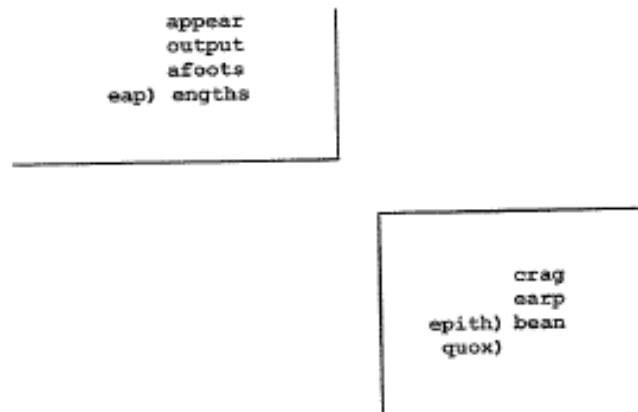 appear
output
afoots
eap) engths
crag
earp
epith) bean
quox)